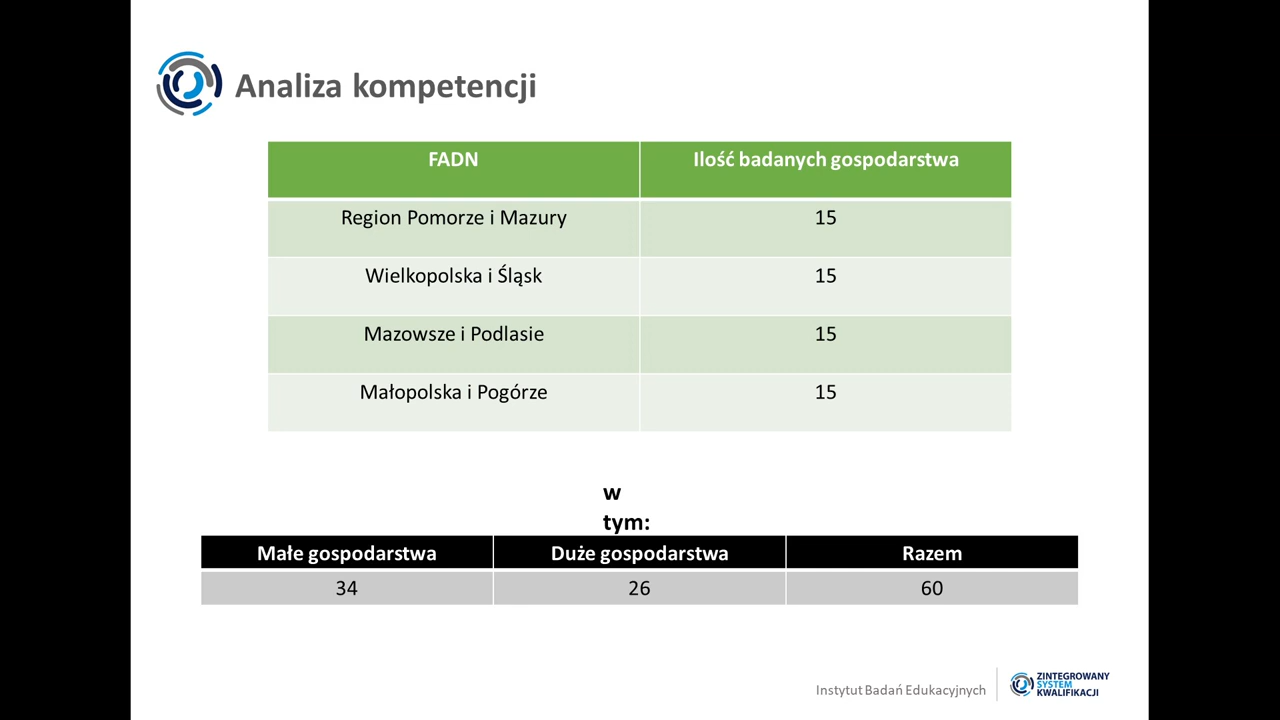 Analiza kompetencji
FADN Ilość badanych gospodarstwa
Region Pomorze i Mazury 15
Wielkopolska i Śląsk 15
Mazowsze i Podlasie 15
Małopolska i Pogórze 15
w
tym:
Małe gospodarstwa Duże gospodarstwa Razem
34 26 60
Instytut Badań Edukacyjnych
ZINTEGROWANY
SYSTEM
KWALIFIKACJI